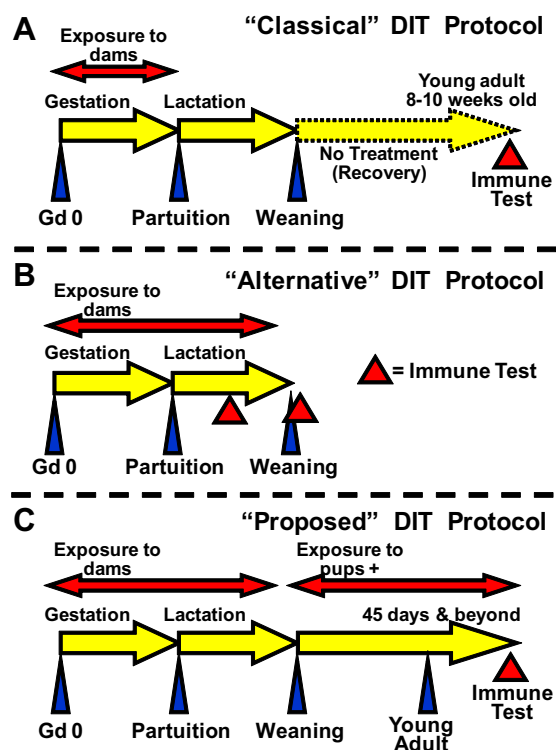 A
“Classical” DIT Protocol
Exposure to
dams
Gestation
Lactation
Young adult
8-10 weeks old
No Treatment
(Recovery)
Gd 0
Partuition
Weaning
Immune
Test
B
“Alternative” DIT Protocol
Exposure to
dams
Gestation
Lactation
= Immune Test
Gd 0
Partuition
Weaning
C
“Proposed” DIT Protocol
Exposure to
dams
Exposure to
pups +
Gestation
Lactation
45 days & beyond
Gd 0
Partuition
Weaning
Young
Adult
Immune
Test